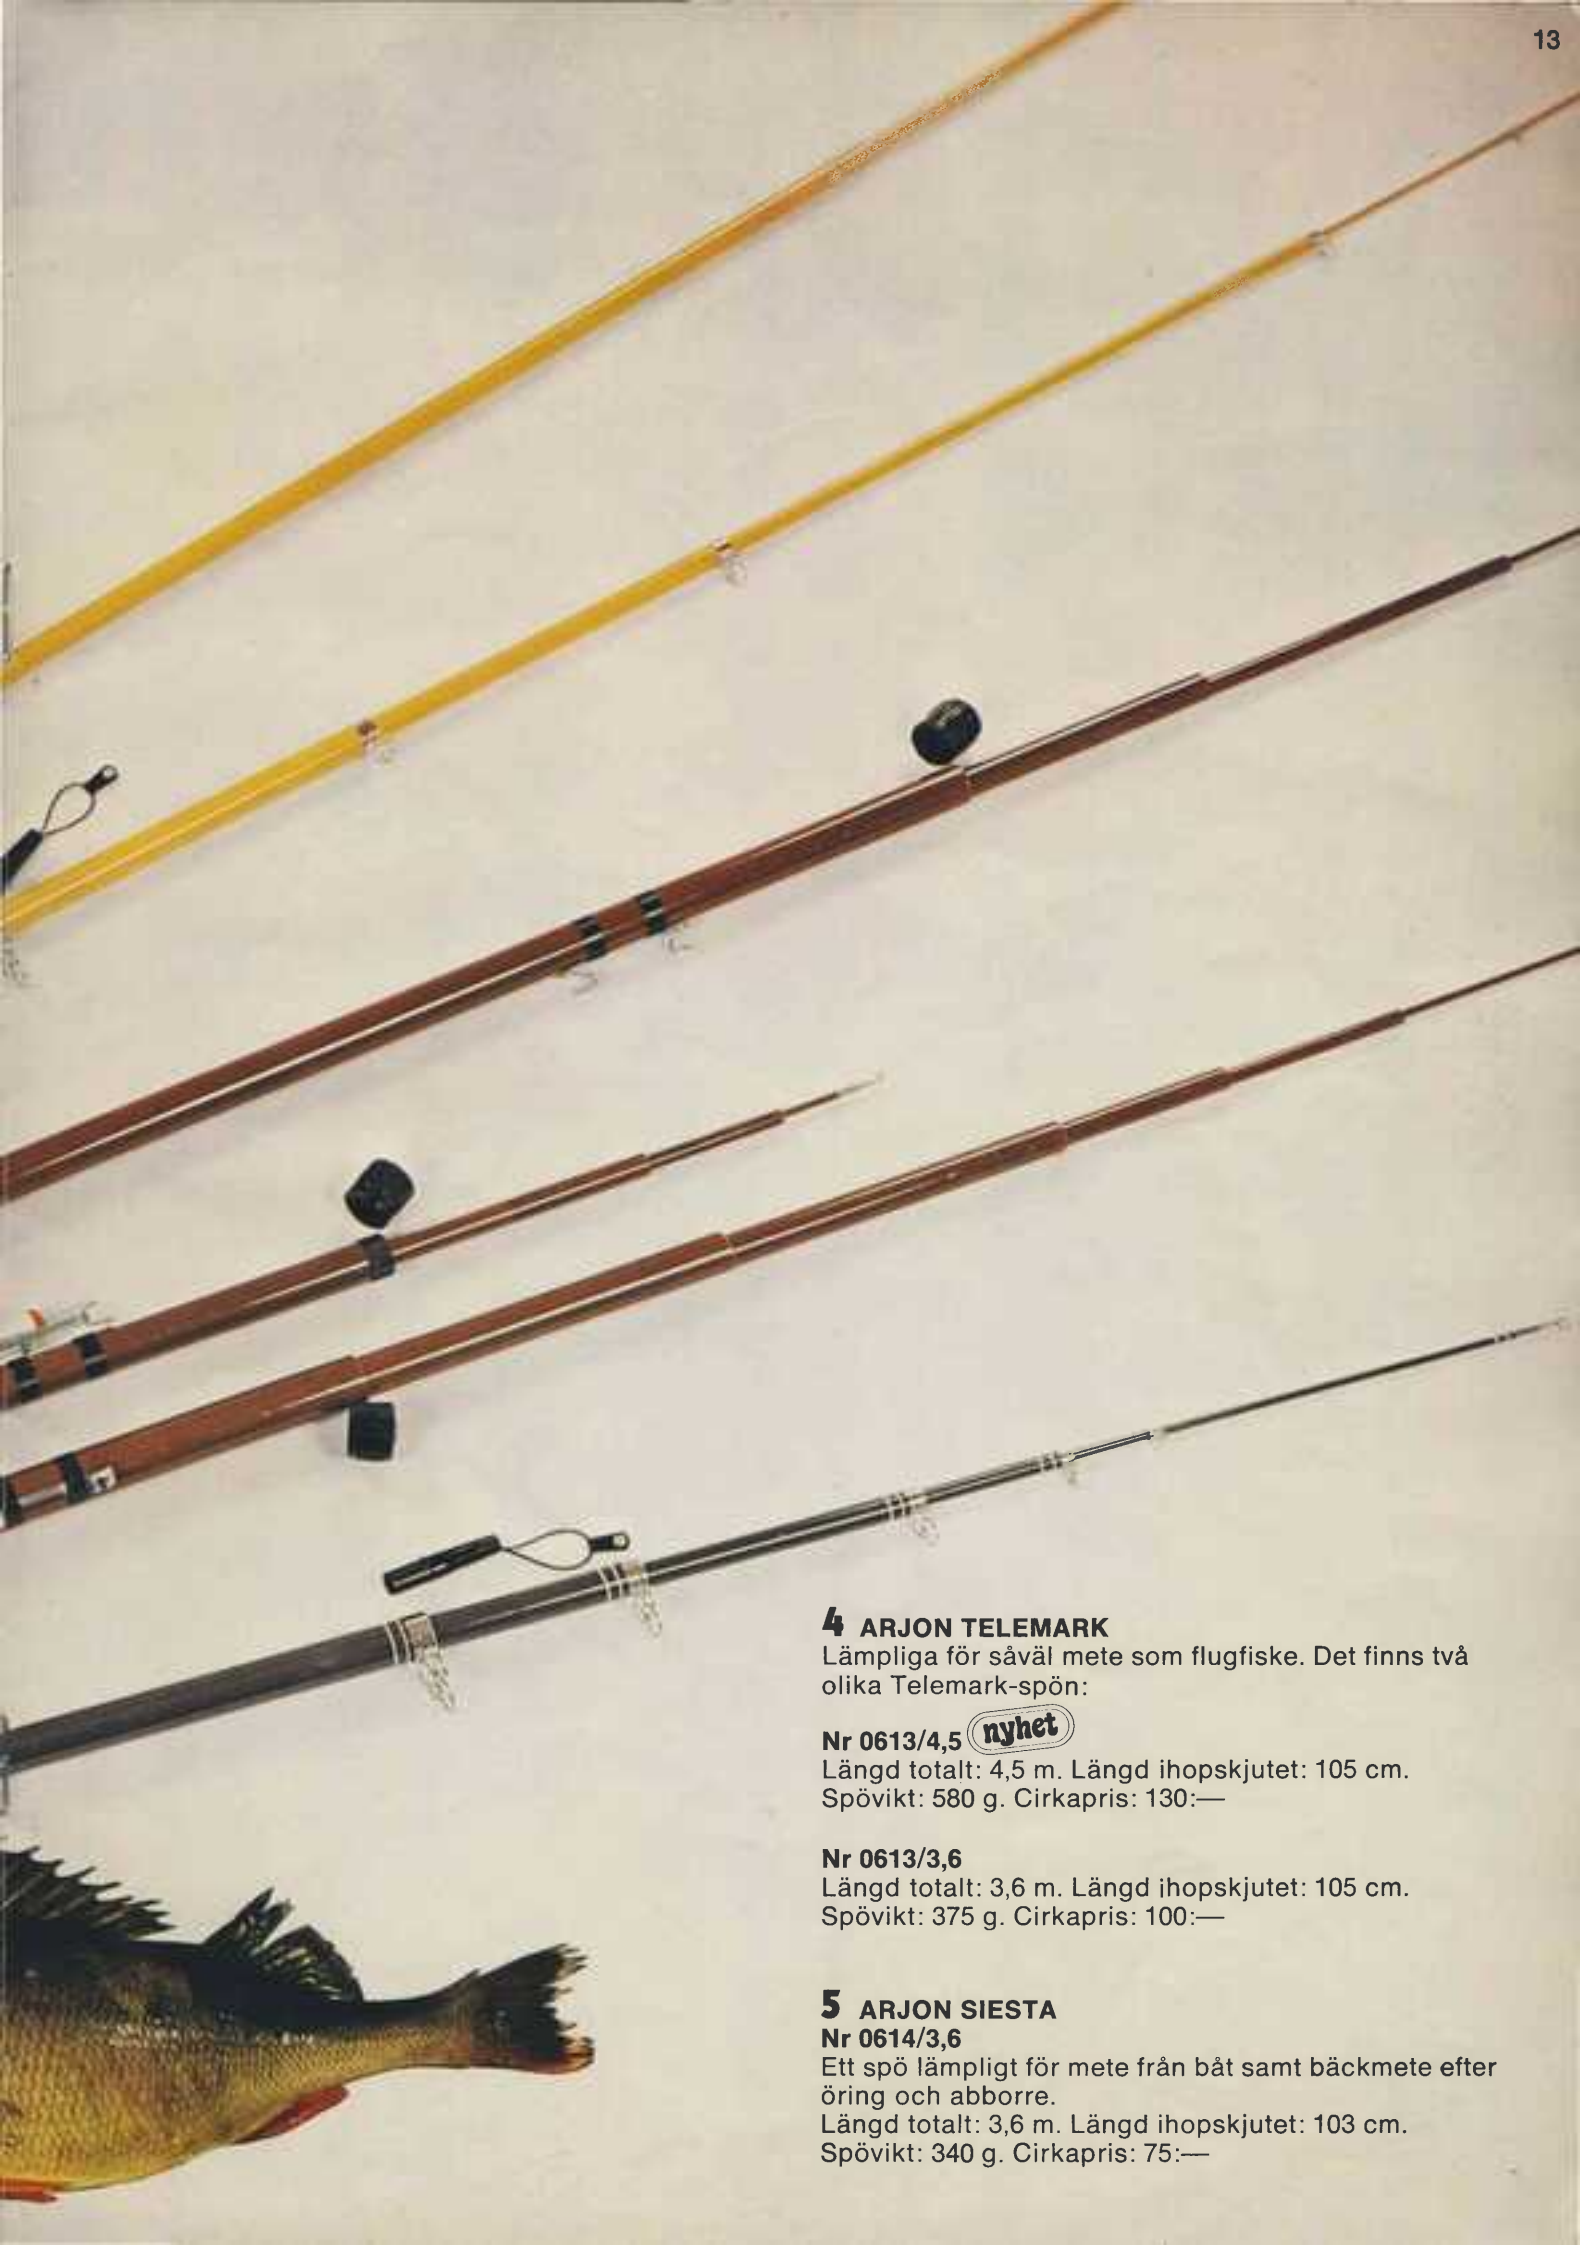 13
4 ARJON TELEMARK
Lämpliga för såväl mete som flugfiske. Det finns två
olika Telemark-spön:
Nr 0613/4,5 nyhet
Längd totalt: 4,5 m. Längd ihopskjutet: 105 cm.
Spövikt: 580 g. Cirkapris: 130:—
Nr 0613/3,6
Längd totalt: 3,6 m. Längd ihopskjutet: 105 cm.
Spövikt: 375 g. Cirkapris: 100:—
5 ARJON SIESTA
Nr 0614/3,6
Ett spö lämpligt för mete från båt samt bäckmete efter
öring och abborre.
Längd totalt: 3,6 m. Längd ihopskjutet: 103 cm.
Spövikt: 340 g. Cirkapris: 75:—